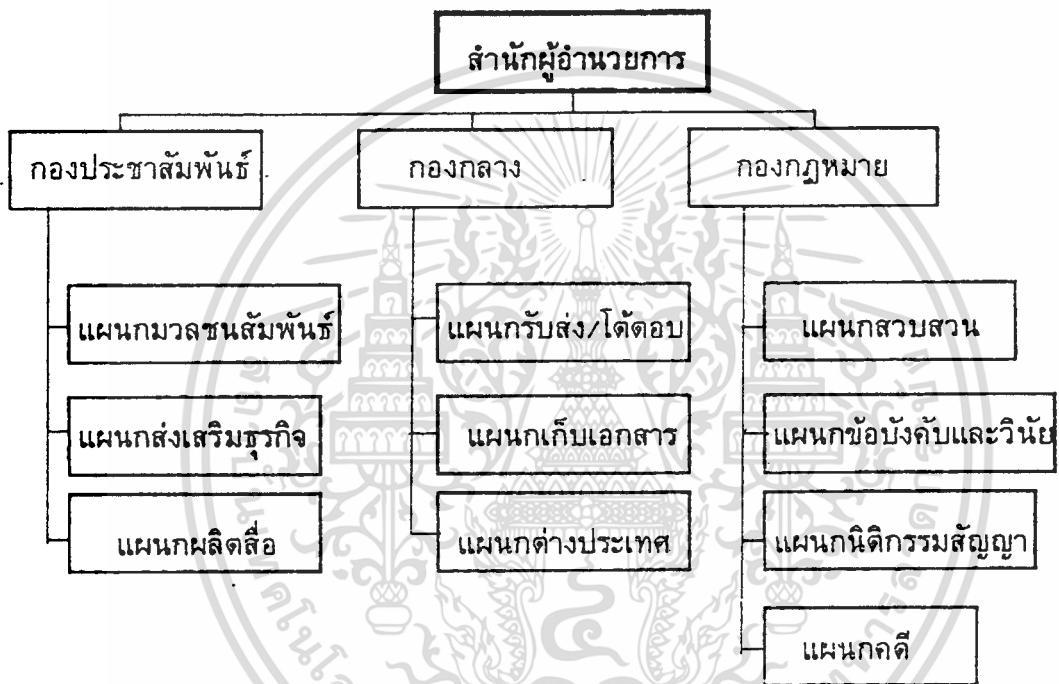 สำนักผู้อำนวยการ
กองประชาสัมพันธ์
กองกลาง
กองกฎหมาย
แผนกมวลชนสัมพันธ์
แผนกรับส่ง/โต้ตอบ
แผนกสวบสวน
แผนกส่งเสริมธุรกิจ
แผนกเก็บเอกสาร
แผนกข้อบังคับและวินัย
แผนกผลิตสื่อ
แผนกต่างประเทศ
แผนกนิติกรรมสัญญา
แผนกคดี